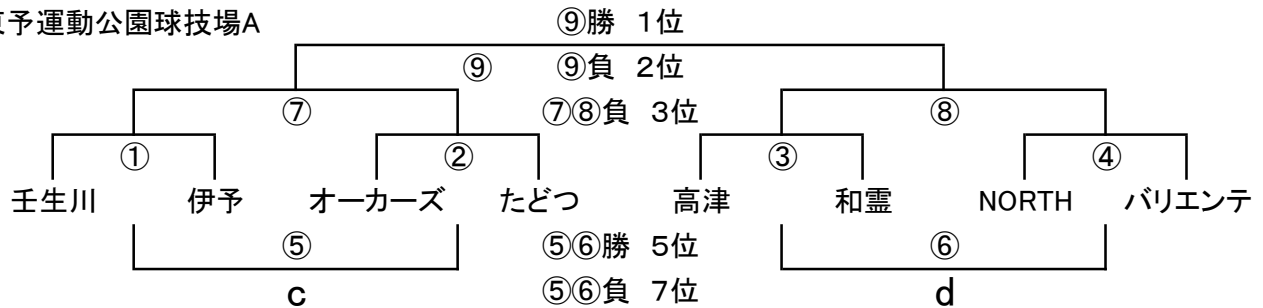 予運動公園球技場A
⑨勝 1位
⑨ ⑨負 2位
⑦ ⑦⑧負 3位 ⑧
① ② ③ ④
壬生川 伊予 オーカーズ たどつ 高津 和霊 NORTH バリエンテ
⑤ ⑤⑥勝 5位 ⑥
c ⑤⑥負 7位 d